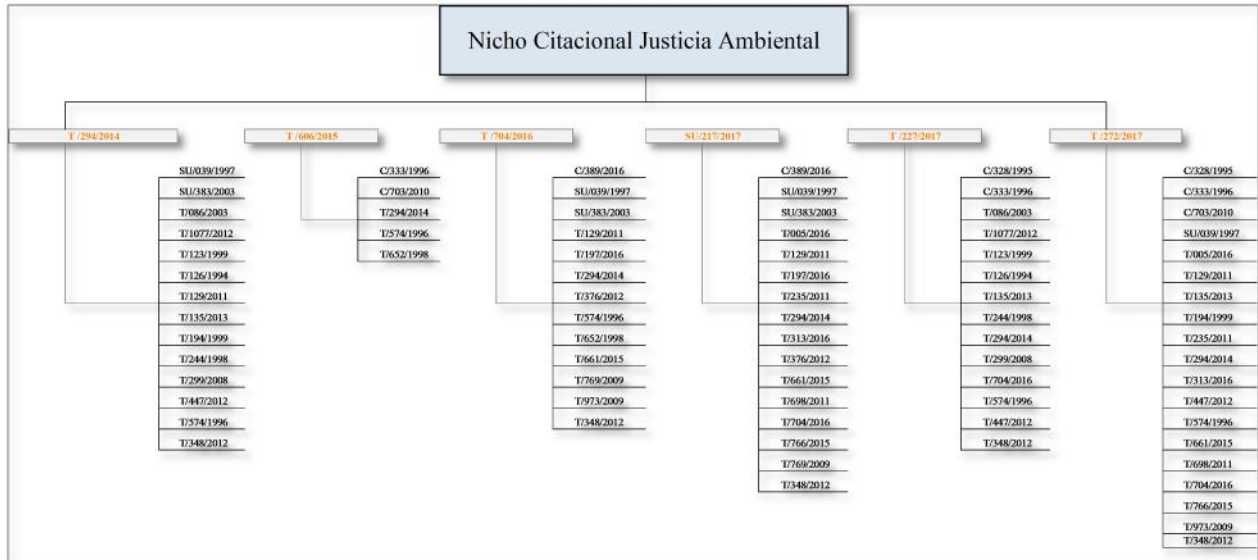 Nicho Citacional Justicia Ambiental
T /294/2014
SU/039/1997
SU/383/2003
T/086/2003
T/1077/2012
T/123/1999
T/126/1994
T/129/2011
T/135/2013
T/194/1999
T/244/1998
T/299/2008
T/447/2012
T/574/1996
T/348/2012
T /606/2015
C/333/1996
C/703/2010
T/294/2014
T/574/1996
T/652/1998
T /704/2016
C/389/2016
SU/039/1997
SU/383/2003
T/129/2011
T/197/2016
T/294/2014
T/376/2012
T/574/1996
T/652/1998
T/661/2015
T/769/2009
T/973/2009
T/348/2012
SU/217/2017
C/389/2016
SU/039/1997
SU/383/2003
T/005/2016
T/129/2011
T/197/2016
T/235/2011
T/294/2014
T/313/2016
T/376/2012
T/661/2015
T/698/2011
T/704/2016
T/766/2015
T/769/2009
T/348/2012
T /227/2017
C/328/1995
C/333/1996
T/086/2003
T/1077/2012
T/123/1999
T/126/1994
T/135/2013
T/244/1998
T/294/2014
T/299/2008
T/704/2016
T/574/1996
T/447/2012
T/348/2012
T /272/2017
C/328/1995
C/333/1996
C/703/2010
SU/039/1997
T/005/2016
T/129/2011
T/135/2013
T/194/1999
T/235/2011
T/294/2014
T/313/2016
T/447/2012
T/574/1996
T/661/2015
T/698/2011
T/704/2016
T/766/2015
T/973/2009
T/348/2012